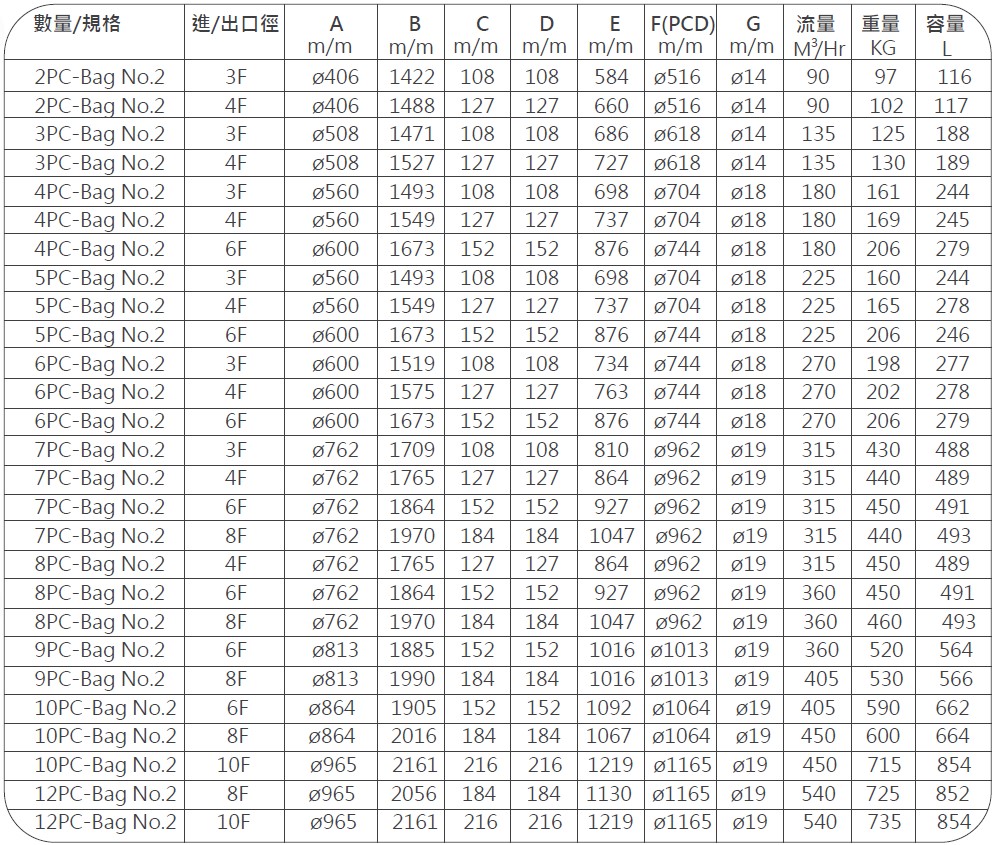 數量/規格 進/出口徑 A B C D E F(PCD) G 流量 重量 容量
m/m m/m m/m m/m m/m m/m m/m M³/Hr KG L
2PC-Bag No.2 3F ø406 1422 108 108 584 ø516 ø14 90 97 116
2PC-Bag No.2 4F ø406 1488 127 127 660 ø516 ø14 90 102 117
3PC-Bag No.2 3F ø508 1471 108 108 686 ø618 ø14 135 125 188
3PC-Bag No.2 4F ø508 1527 127 127 727 ø618 ø14 135 130 189
4PC-Bag No.2 3F ø560 1493 108 108 698 ø704 ø18 180 161 244
4PC-Bag No.2 4F ø560 1549 127 127 737 ø704 ø18 180 169 245
4PC-Bag No.2 6F ø600 1673 152 152 876 ø744 ø18 180 206 279
5PC-Bag No.2 3F ø560 1493 108 108 698 ø704 ø18 225 160 244
5PC-Bag No.2 4F ø560 1549 127 127 737 ø704 ø18 225 165 278
5PC-Bag No.2 6F ø600 1673 152 152 876 ø744 ø18 225 206 246
6PC-Bag No.2 3F ø600 1519 108 108 734 ø744 ø18 270 198 277
6PC-Bag No.2 4F ø600 1575 127 127 763 ø744 ø18 270 202 278
6PC-Bag No.2 6F ø600 1673 152 152 876 ø744 ø18 270 206 279
7PC-Bag No.2 3F ø762 1709 108 108 810 ø962 ø19 315 430 488
7PC-Bag No.2 4F ø762 1765 127 127 864 ø962 ø19 315 440 489
7PC-Bag No.2 6F ø762 1864 152 152 927 ø962 ø19 315 450 491
7PC-Bag No.2 8F ø762 1970 184 184 1047 ø962 ø19 315 440 493
8PC-Bag No.2 4F ø762 1765 127 127 864 ø962 ø19 315 450 489
8PC-Bag No.2 6F ø762 1864 152 152 927 ø962 ø19 360 450 491
8PC-Bag No.2 8F ø762 1970 184 184 1047 ø962 ø19 360 460 493
9PC-Bag No.2 6F ø813 1885 152 152 1016 ø1013 ø19 360 520 564
9PC-Bag No.2 8F ø813 1990 184 184 1016 ø1013 ø19 405 530 566
10PC-Bag No.2 6F ø864 1905 152 152 1092 ø1064 ø19 405 590 662
10PC-Bag No.2 8F ø864 2016 184 184 1067 ø1064 ø19 450 600 664
10PC-Bag No.2 10F ø965 2161 216 216 1219 ø1165 ø19 450 715 854
12PC-Bag No.2 8F ø965 2056 184 184 1130 ø1165 ø19 540 725 852
12PC-Bag No.2 10F ø965 2161 216 216 1219 ø1165 ø19 540 735 854